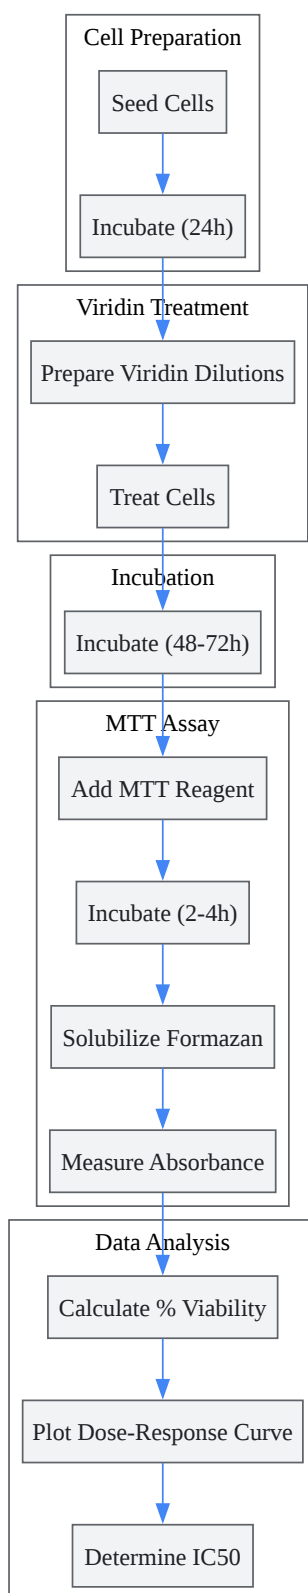 Cell Preparation
Seed Cells
Incubate (24h)
Viridin Treatment
Prepare Viridin Dilutions
Treat Cells
Incubation
Incubate (48-72h)
MTT Assay
Add MTT Reagent
Incubate (2-4h)
Solubilize Formazan
Measure Absorbance
Data Analysis
Calculate % Viability
Plot Dose-Response Curve
Determine IC50